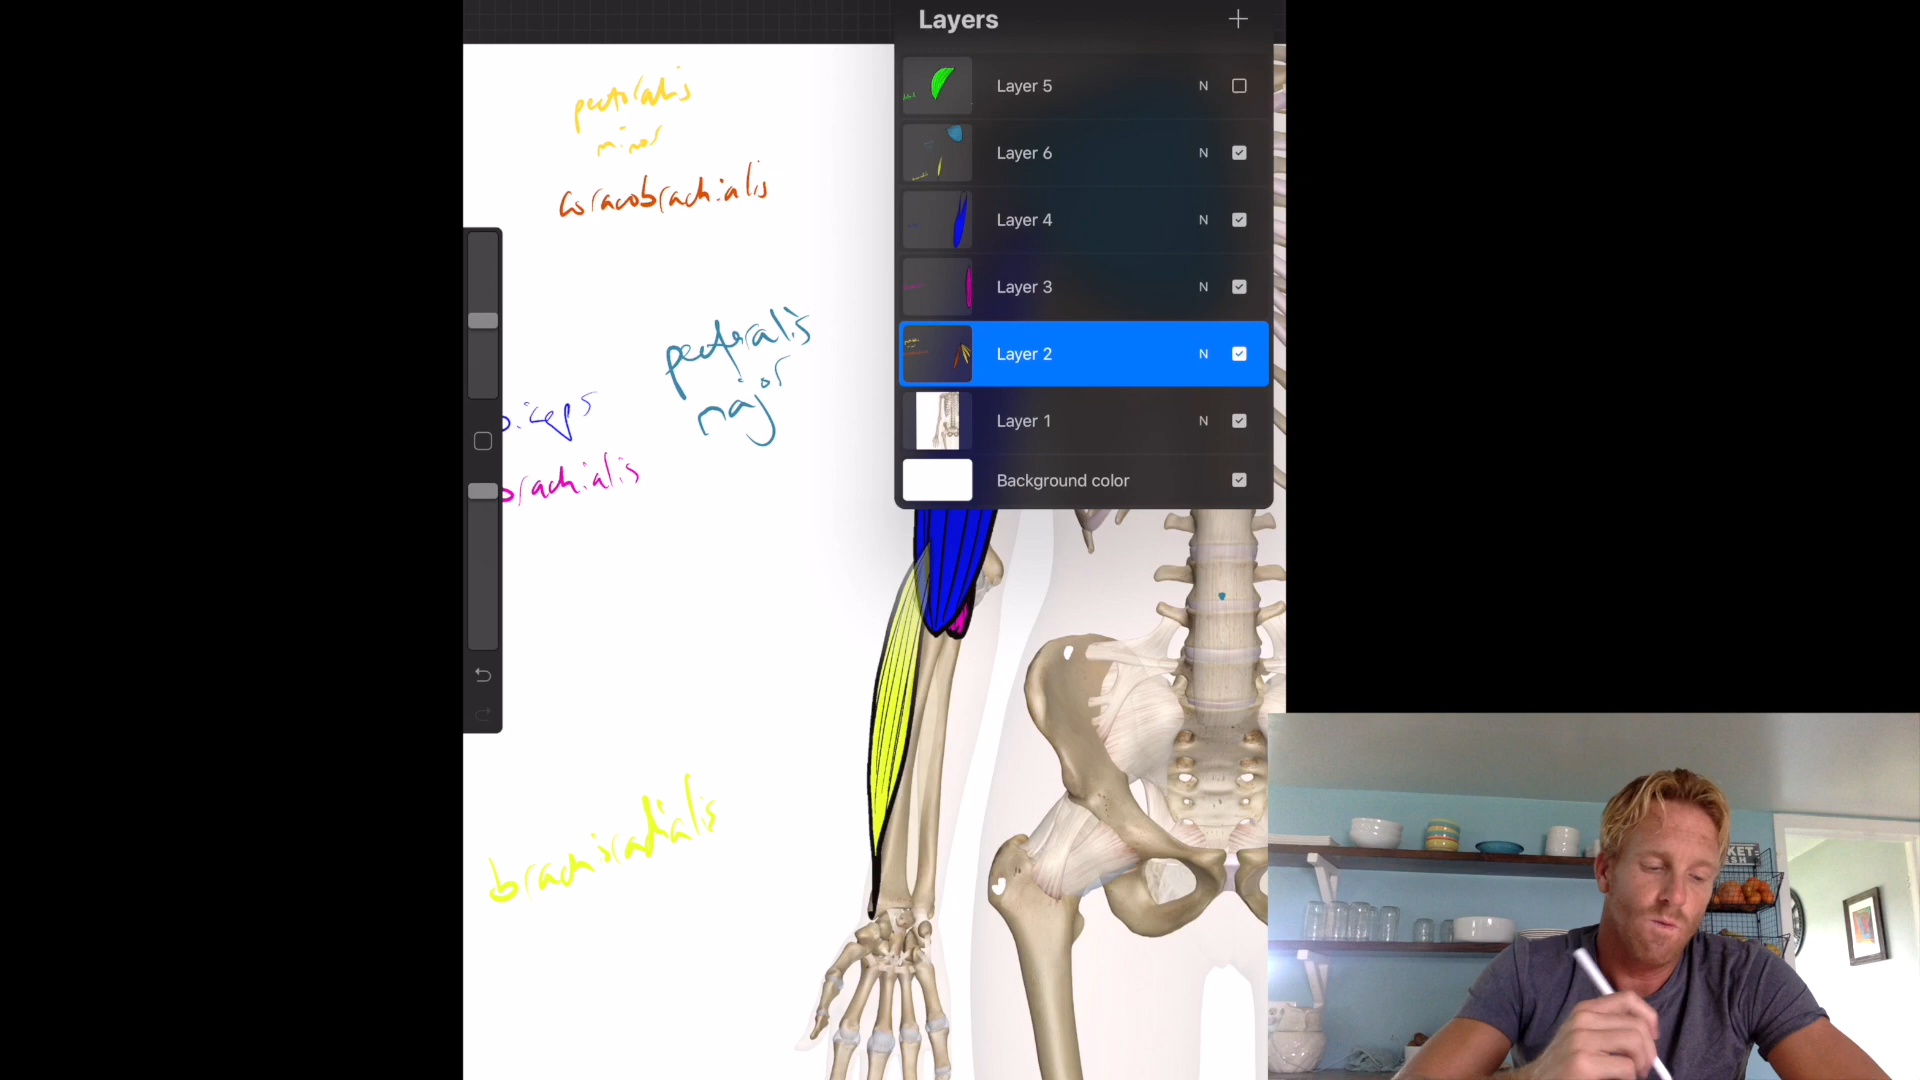 Layers
Layer 5 N
Layer 6 N
Layer 4 N
Layer 3 N
Layer 2 N
Layer 1 N
Background color
pectoralis
minor
coracobrachialis
pectoralis
major
biceps
brachialis
brachioradialis